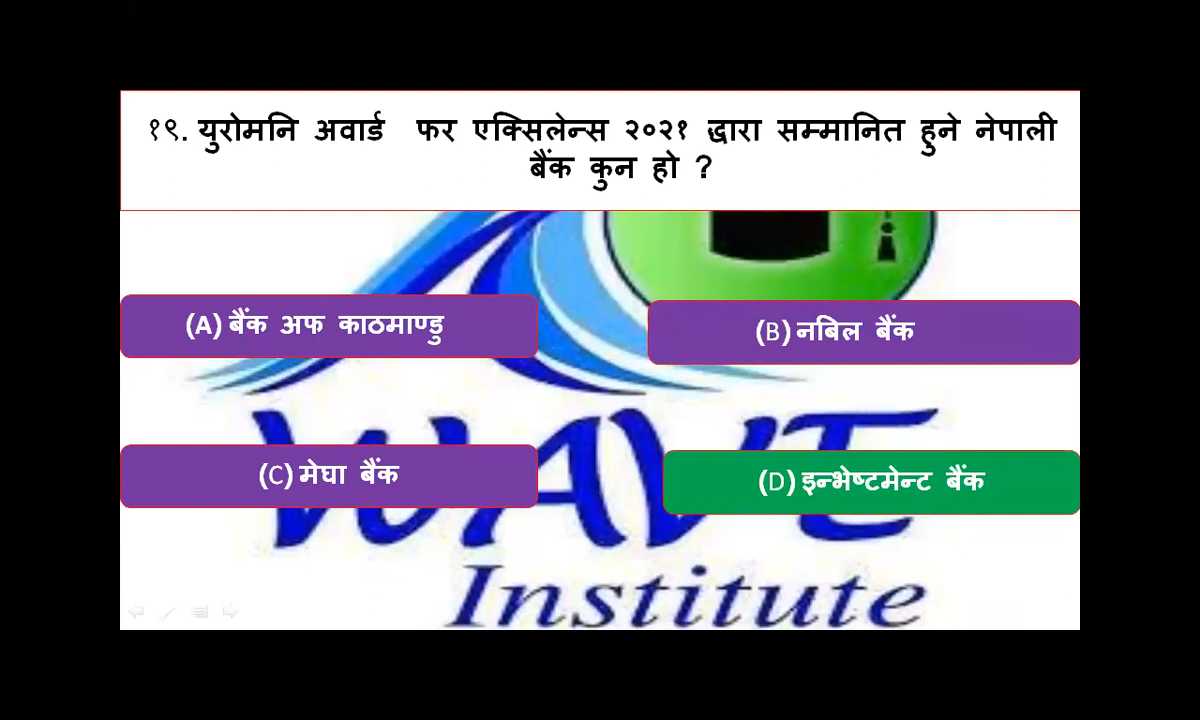 १९. युरोमनि अवार्ड फर एक्सिलेन्स २०२१ द्धारा सम्मानित हुने नेपाली
बैंक कुन हो ?
(A) बैंक अफ काठमाण्डु
(B) नबिल बैंक
(C) मेघा बैंक
(D) इन्भेष्टमेन्ट बैंक
WAVE
Institute